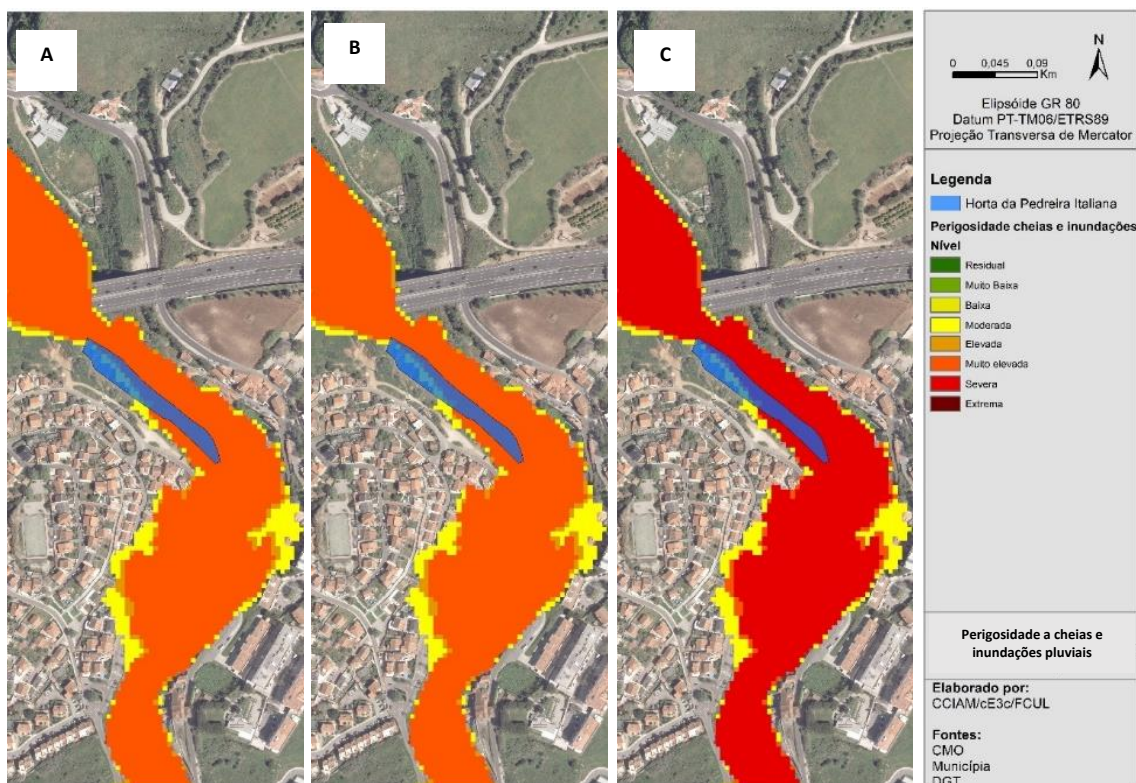 A
B
C
N
0 0,045 0,09
Km
Elipsóide GR 80
Datum PT-TM06/ETRS89
Projeção Transversa de Mercator
Legenda
Horta da Pedreira Italiana
Perigosidade cheias e inundações
Nível
Residual
Muito Baixa
Baixa
Moderada
Elevada
Muito elevada
Severa
Extrema
Perigosidade a cheias e
inundações pluviais
Elaborado por:
CCIAM/cE3c/FCUL
Fontes:
CMO
Municípia
DGT